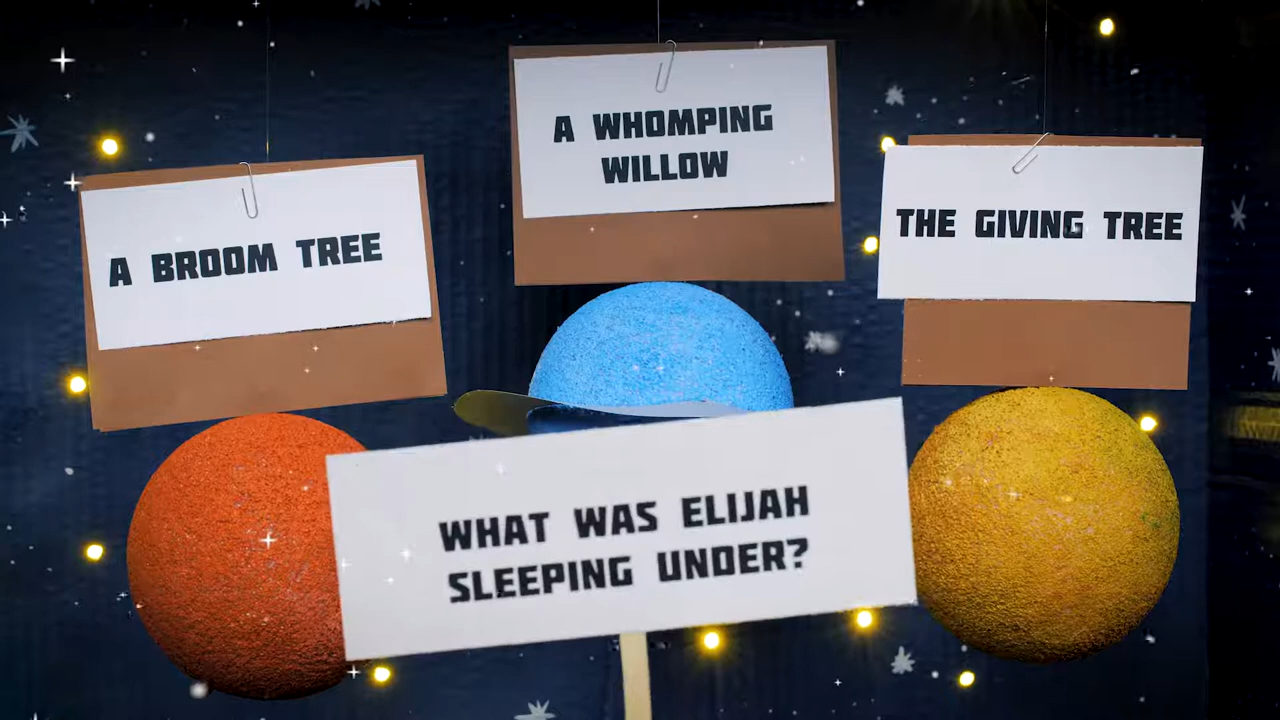 A WHOMPING
WILLOW
A BROOM TREE
THE GIVING TREE
WHAT WAS ELIJAH
SLEEPING UNDER?